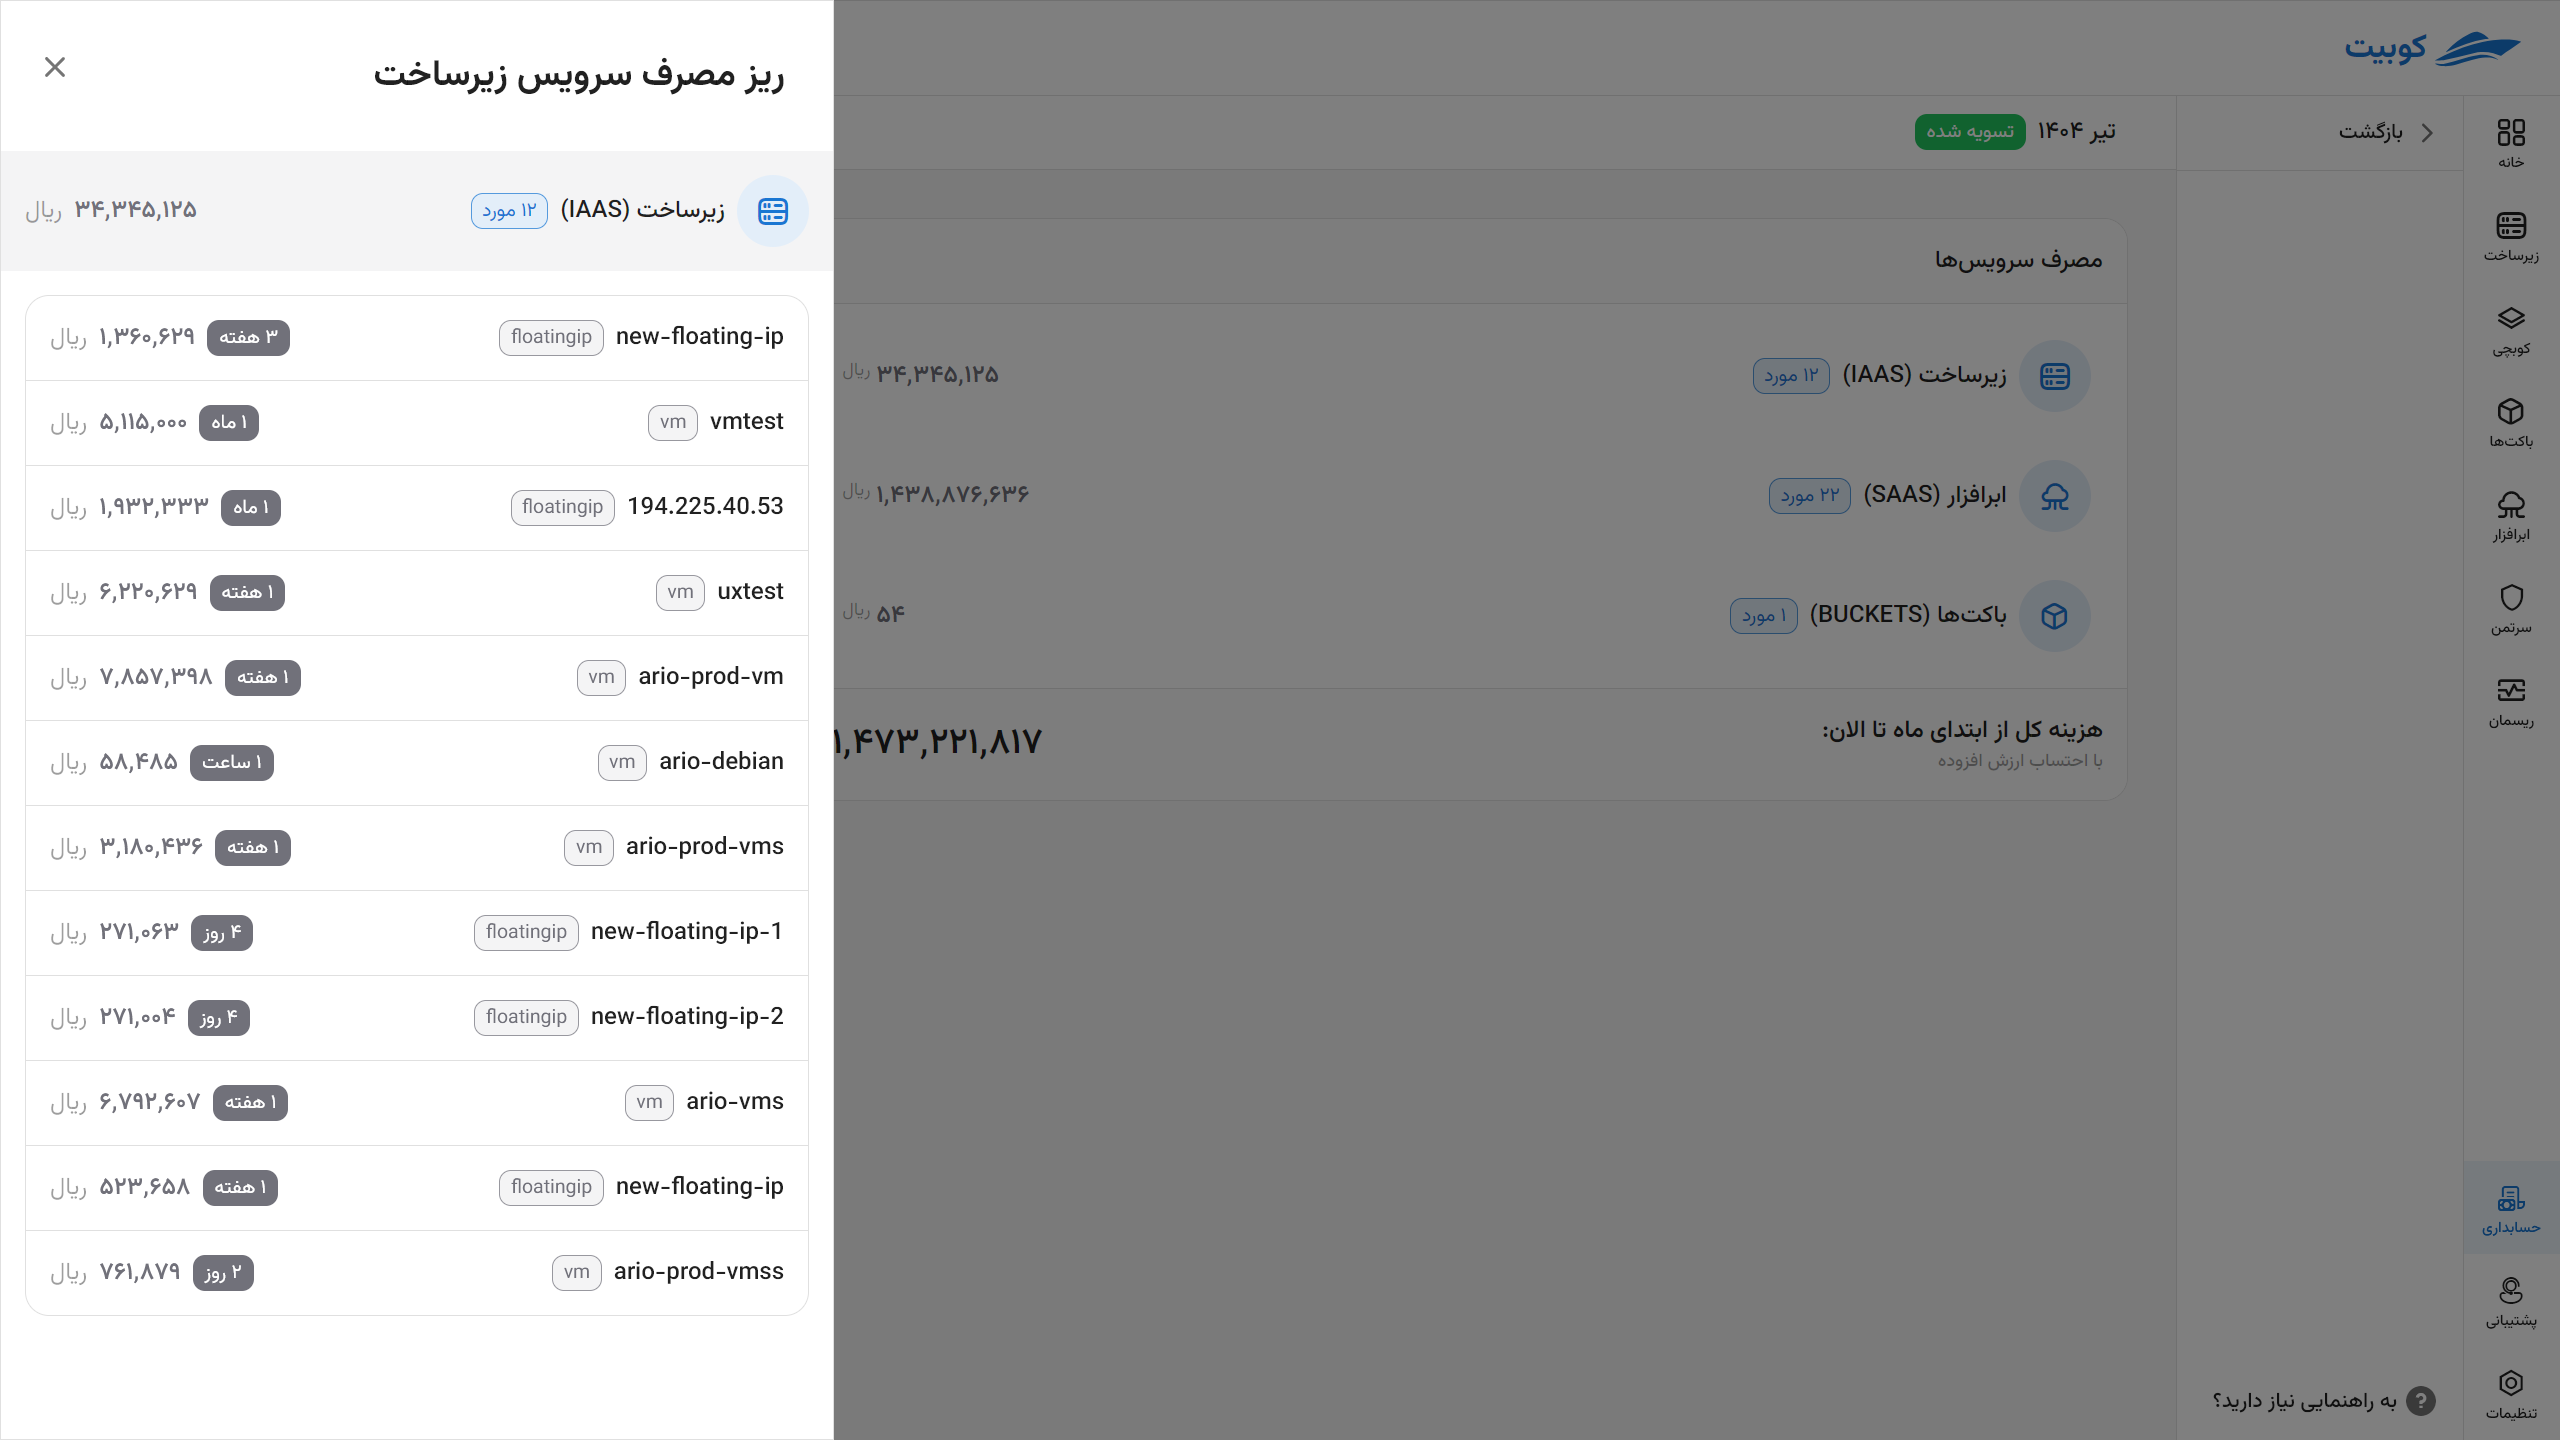 ریز مصرف سرویس زیرساخت
زیرساخت (IAAS) ۱۲ مورد ۳۴,۳۴۵,۱۲۵ ریال
new-floating-ip floatingip ۳ هفته ۱,۳۶۰,۶۲۹ ریال
vmtest vm ۱ ماه ۵,۱۱۵,۰۰۰ ریال
194.225.40.53 floatingip ۱ ماه ۱,۹۳۲,۳۳۳ ریال
uxtest vm ۱ هفته ۶,۲۲۰,۶۲۹ ریال
ario-prod-vm vm ۱ هفته ۷,۸۵۷,۳۹۸ ریال
ario-debian vm ۱ ساعت ۵۸,۴۸۵ ریال
ario-prod-vms vm ۱ هفته ۳,۱۸۰,۴۳۶ ریال
new-floating-ip-1 floatingip ۴ روز ۲۷۱,۰۶۳ ریال
new-floating-ip-2 floatingip ۴ روز ۲۷۱,۰۰۴ ریال
ario-vms vm ۱ هفته ۶,۷۹۲,۶۰۷ ریال
new-floating-ip floatingip ۱ هفته ۵۲۳,۶۵۸ ریال
ario-prod-vmss vm ۲ روز ۷۶۱,۸۷۹ ریال
کوبیت
خانه
زیرساخت
کوبچی
باکت‌ها
ابرافزار
سرتمن
ریسمان
حسابداری
پشتیبانی
تنظیمات
بازگشت
به راهنمایی نیاز دارید؟
تیر ۱۴۰۴ تسویه شده
مصرف سرویس‌ها
زیرساخت (IAAS) ۱۲ مورد ۳۴,۳۴۵,۱۲۵ ریال
ابرافزار (SAAS) ۲۲ مورد ۱,۴۳۸,۸۷۶,۶۳۶ ریال
باکت‌ها (BUCKETS) ۱ مورد ۵۴ ریال
هزینه کل از ابتدای ماه تا الان: ۱,۴۷۳,۲۲۱,۸۱۷
با احتساب ارزش افزوده